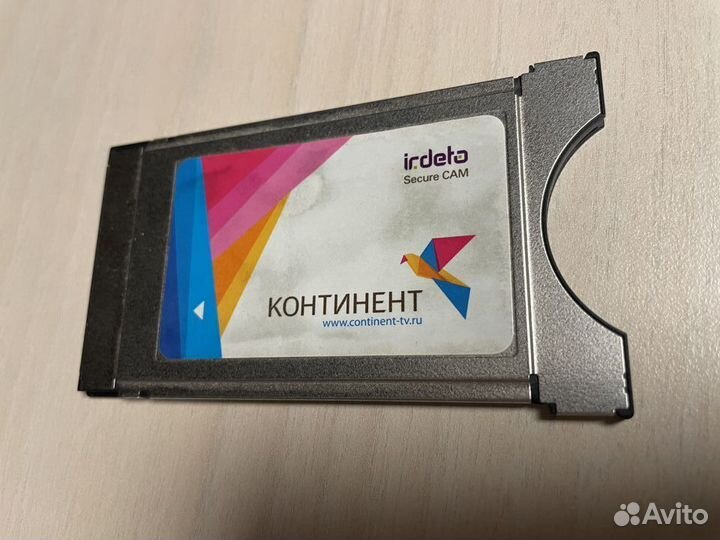 irdeto
Secure CAM
КОНТИНЕНТ
www.continent-tv.ru
Avito